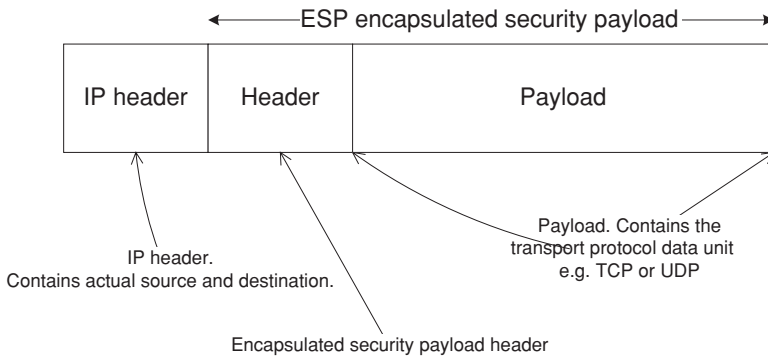 ESP encapsulated security payload
IP header
Header
Payload
IP header.
Contains actual source and destination.
Payload. Contains the
transport protocol data unit
e.g. TCP or UDP
Encapsulated security payload header